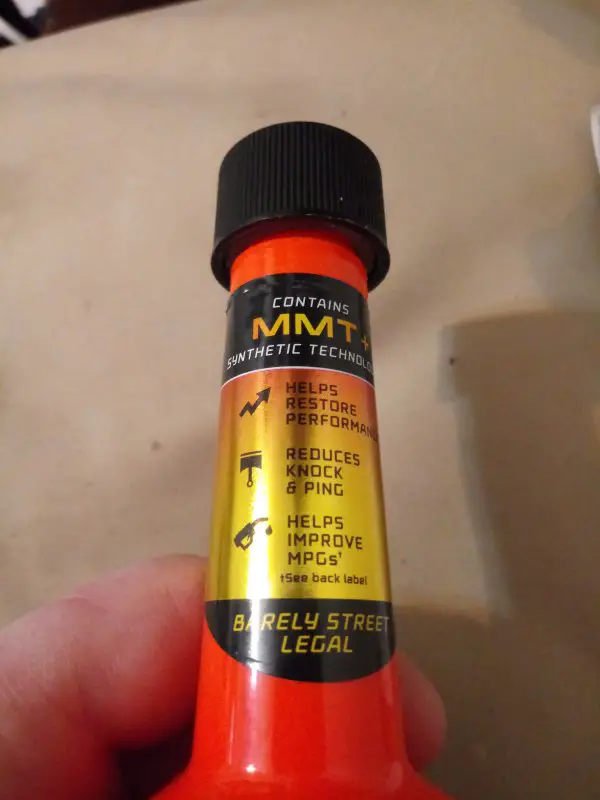 CONTAINS
MMT+
SYNTHETIC TECHNOLO
HELPS
RESTORE
PERFORMAN
REDUCES
KNOCK
& PING
HELPS
IMPROVE
MPGs†
†See back label
BARELY STREET
LEGAL